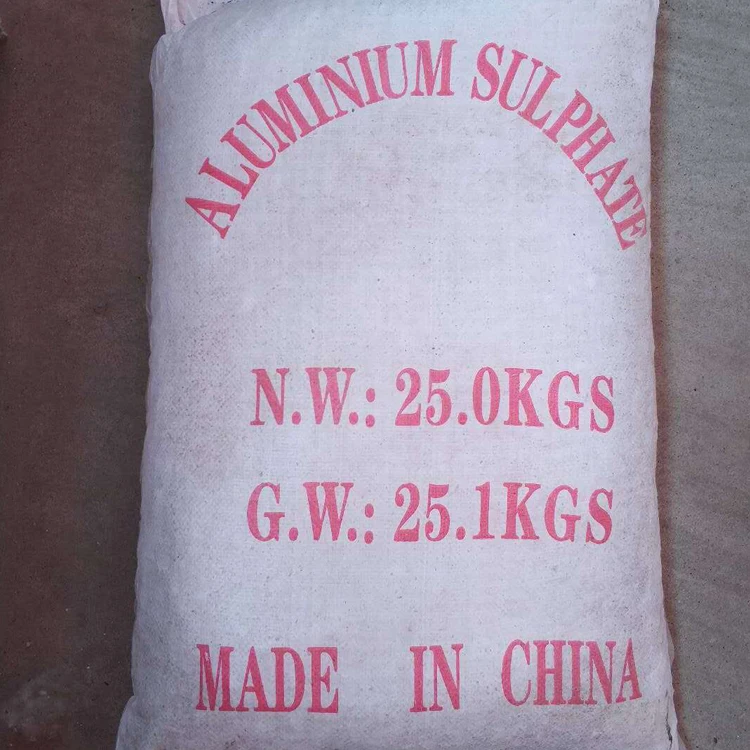 ALUMINIUM SULPHATE
N.W.: 25.0KGS
G.W.: 25.1KGS
MADE IN CHINA